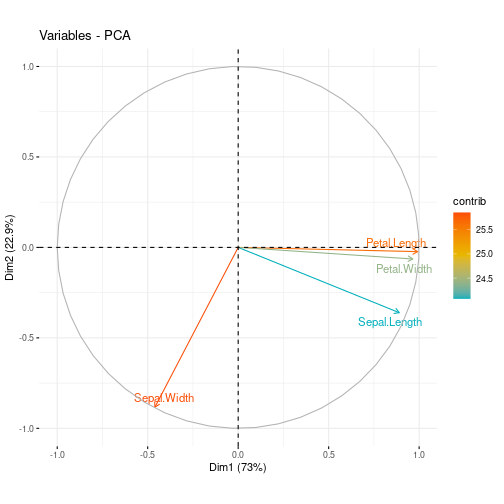 Variables - PCA
1.0
0.5
0.0
-0.5
-1.0
Dim2 (22.9%)
Petal.Length
Petal.Width
Sepal.Length
Sepal.Width
-1.0
-0.5
0.0
0.5
1.0
Dim1 (73%)
contrib
25.5
25.0
24.5